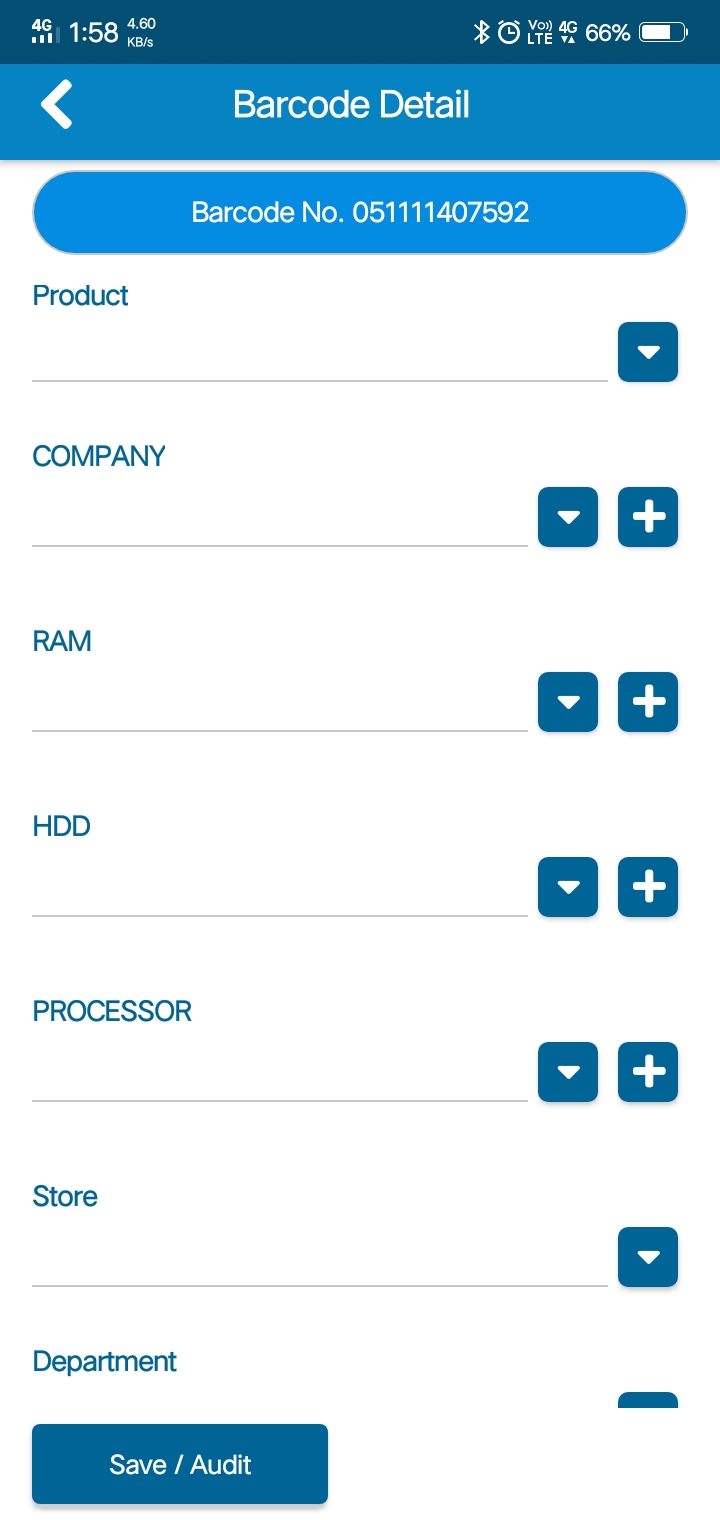 4G 1:58 4.60 KB/s Vo)) LTE 4G 66%
Barcode Detail
Barcode No. 051111407592
Product
COMPANY
RAM
HDD
PROCESSOR
Store
Department
Save / Audit